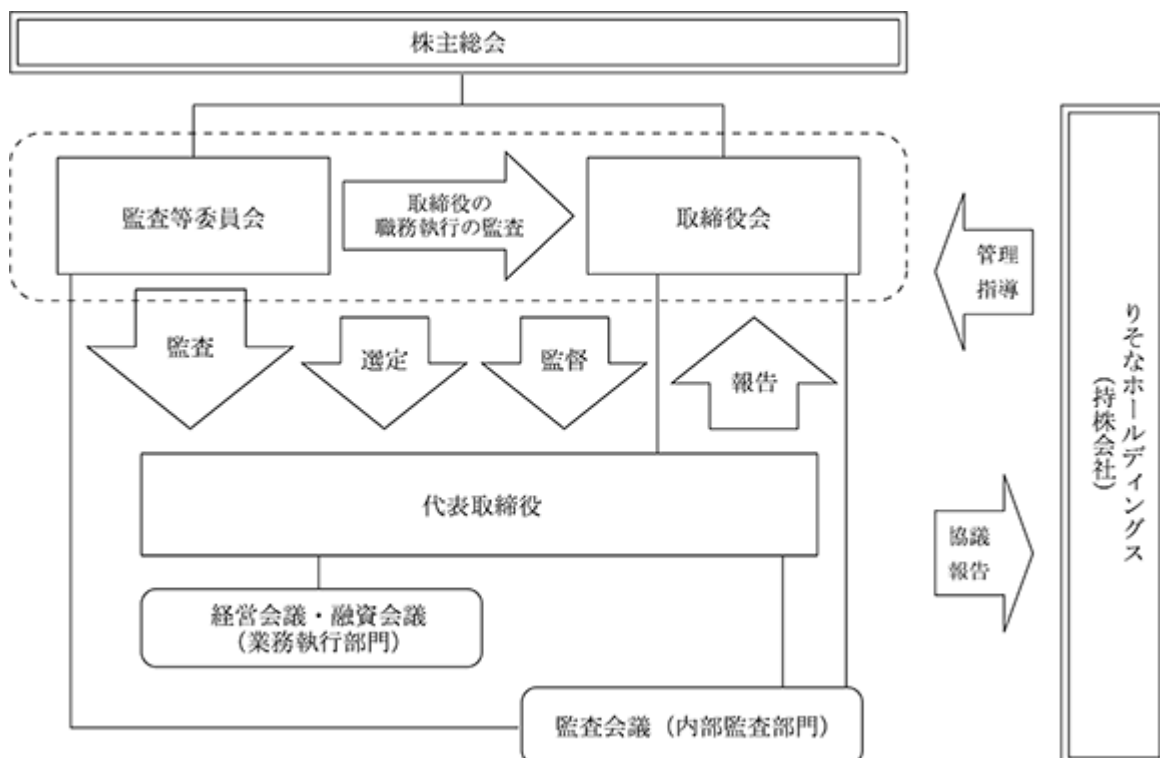 株主総会
監査等委員会
取締役の
職務執行の監査
取締役会
監査
選定
監督
報告
代表取締役
経営会議・融資会議
（業務執行部門）
監査会議（内部監査部門）
管理
指導
協議
報告
りそなホールディングス
（持株会社）